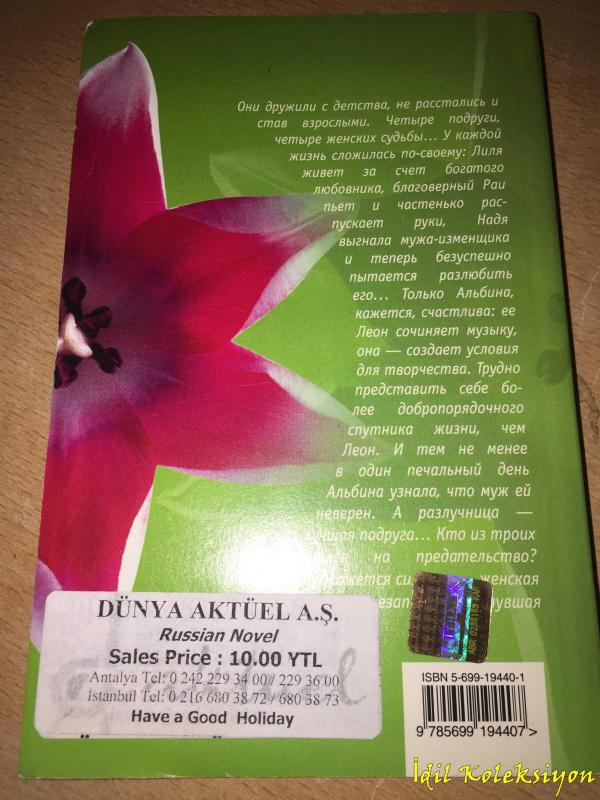 Они дружили с детства, не расстались и
став взрослыми. Четыре подруги,
четыре женских судьбы... У каждой
жизнь сложилась по-своему: Лиля
живет за счет богатого
любовника, благоверный Раи
пьет и частенько рас-
пускает руки, Надя
выгнала мужа-изменщика
и теперь безуспешно
пытается разлюбить
его... Только Альбина,
кажется, счастлива: ее
Леон сочиняет музыку,
она — создает условия
для творчества. Трудно
представить себе бо-
лее добропорядочного
спутника жизни, чем
Леон. И тем не менее
в один печальный день
Альбина узнала, что муж ей
неверен. А разлучница —
лучшая подруга... Кто из троих
на предательство?
женская
DÜNYA AKTÜEL A.Ş.
Russian Novel
Sales Price : 10.00 YTL
Antalya Tel: 0 242 229 34 00 / 229 36 00
İstanbul Tel: 0 216 680 38 72 / 680 38 73
Have a Good Holiday
ISBN 5-699-19440-1
9 785699 194407
İdil Koleksiyon